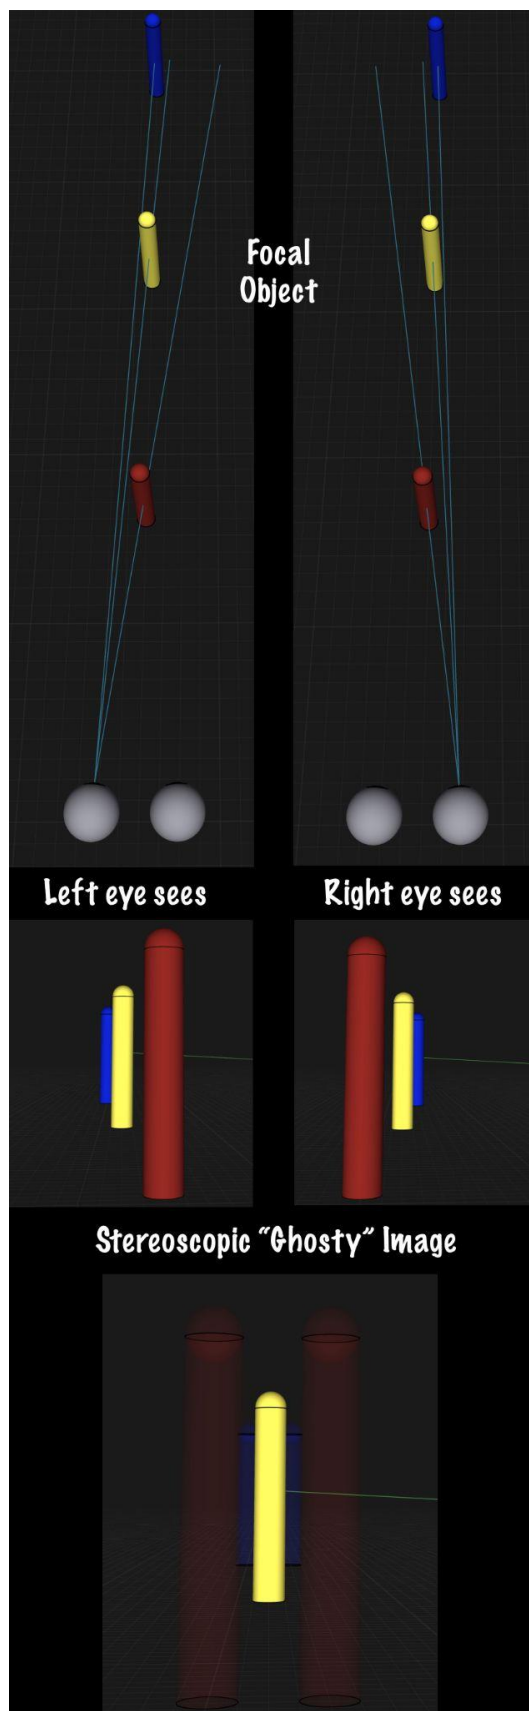 Focal
Object
Left eye sees
Right eye sees
Stereoscopic "Ghosty" Image